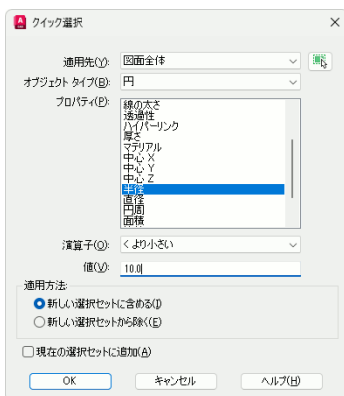 クイック選択
適用先(Y): 図面全体
オブジェクト タイプ(B): 円
プロパティ(P):
線の太さ
透過性
ハイパーリンク
厚さ
マテリアル
中心 X
中心 Y
中心 Z
半径
直径
円周
面積
演算子(O): < より小さい
値(V): 10.0
適用方法:
新しい選択セットに含める(I)
新しい選択セットから除く(E)
現在の選択セットに追加(A)
OK キャンセル ヘルプ(H)